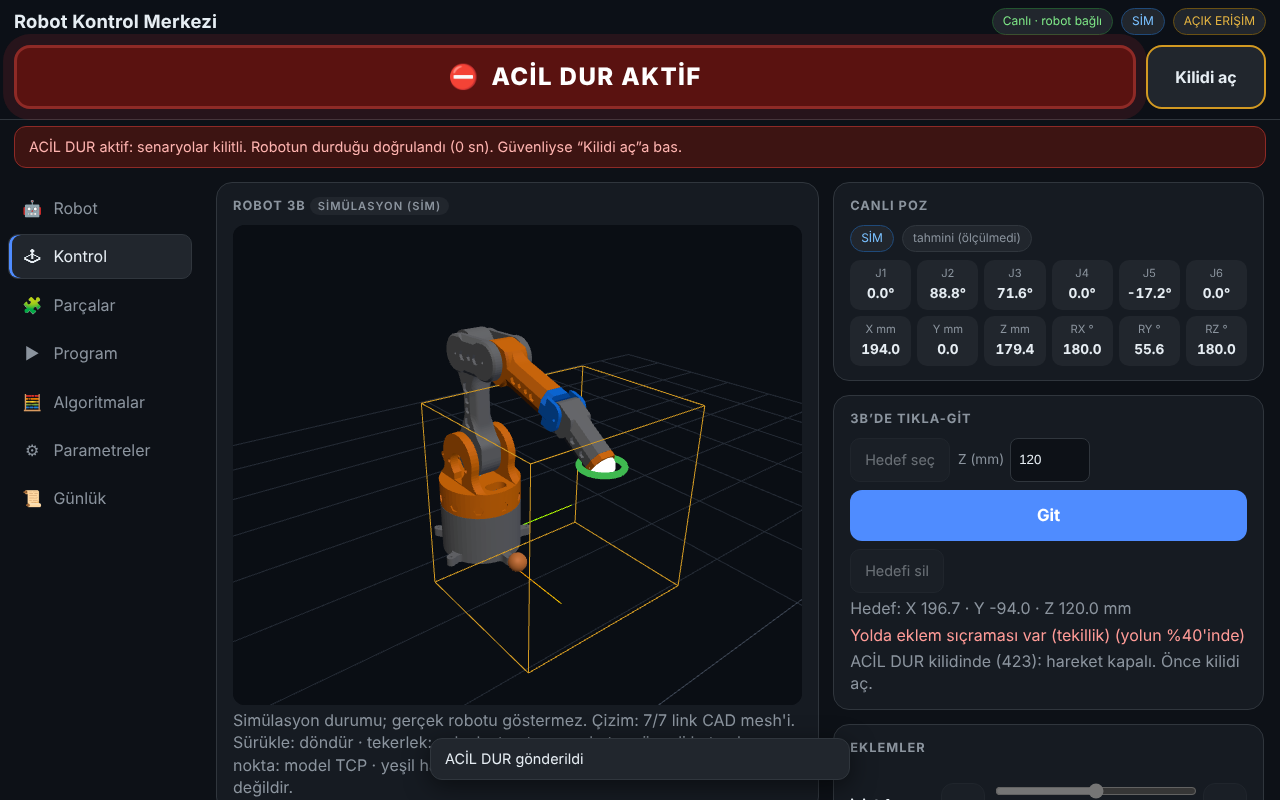 Robot Kontrol Merkezi
Canlı · robot bağlı
SİM
AÇIK ERİŞİM
ACİL DUR AKTİF
Kilidi aç
ACİL DUR aktif: senaryolar kilitli. Robotun durduğu doğrulandı (0 sn). Güvenliyse “Kilidi aç”a bas.
Robot
Kontrol
Parçalar
Program
Algoritmalar
Parametreler
Günlük
ROBOT 3B SİMÜLASYON (SİM)
Simülasyon durumu; gerçek robotu göstermez. Çizim: 7/7 link CAD mesh'i.
Sürükle: döndür · tekerlek:
nokta: model TCP · yeşil
değildir.
ACİL DUR gönderildi
CANLI POZ
SİM
tahmini (ölçülmedi)
J1 J2 J3 J4 J5 J6
0.0° 88.8° 71.6° 0.0° -17.2° 0.0°
X mm Y mm Z mm RX ° RY ° RZ °
194.0 0.0 179.4 180.0 55.6 180.0
3B’DE TIKLA-GİT
Hedef seç Z (mm) 120
Git
Hedefi sil
Hedef: X 196.7 · Y -94.0 · Z 120.0 mm
Yolda eklem sıçraması var (tekillik) (yolun %40'inde)
ACİL DUR kilidinde (423): hareket kapalı. Önce kilidi
aç.
EKLEMLER